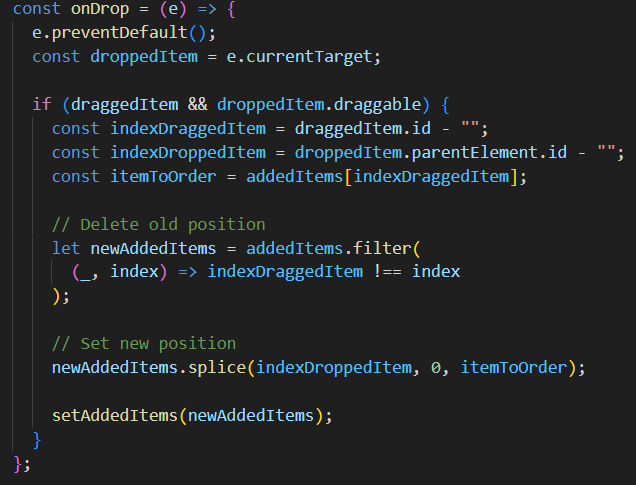 const onDrop = (e) => {
e.preventDefault();
const droppedItem = e.currentTarget;
if (draggedItem && droppedItem.draggable) {
const indexDraggedItem = draggedItem.id - "";
const indexDroppedItem = droppedItem.parentElement.id - "";
const itemToOrder = addedItems[indexDraggedItem];
// Delete old position
let newAddedItems = addedItems.filter(
(_, index) => indexDraggedItem !== index
);
// Set new position
newAddedItems.splice(indexDroppedItem, 0, itemToOrder);
setAddedItems(newAddedItems);
}
};